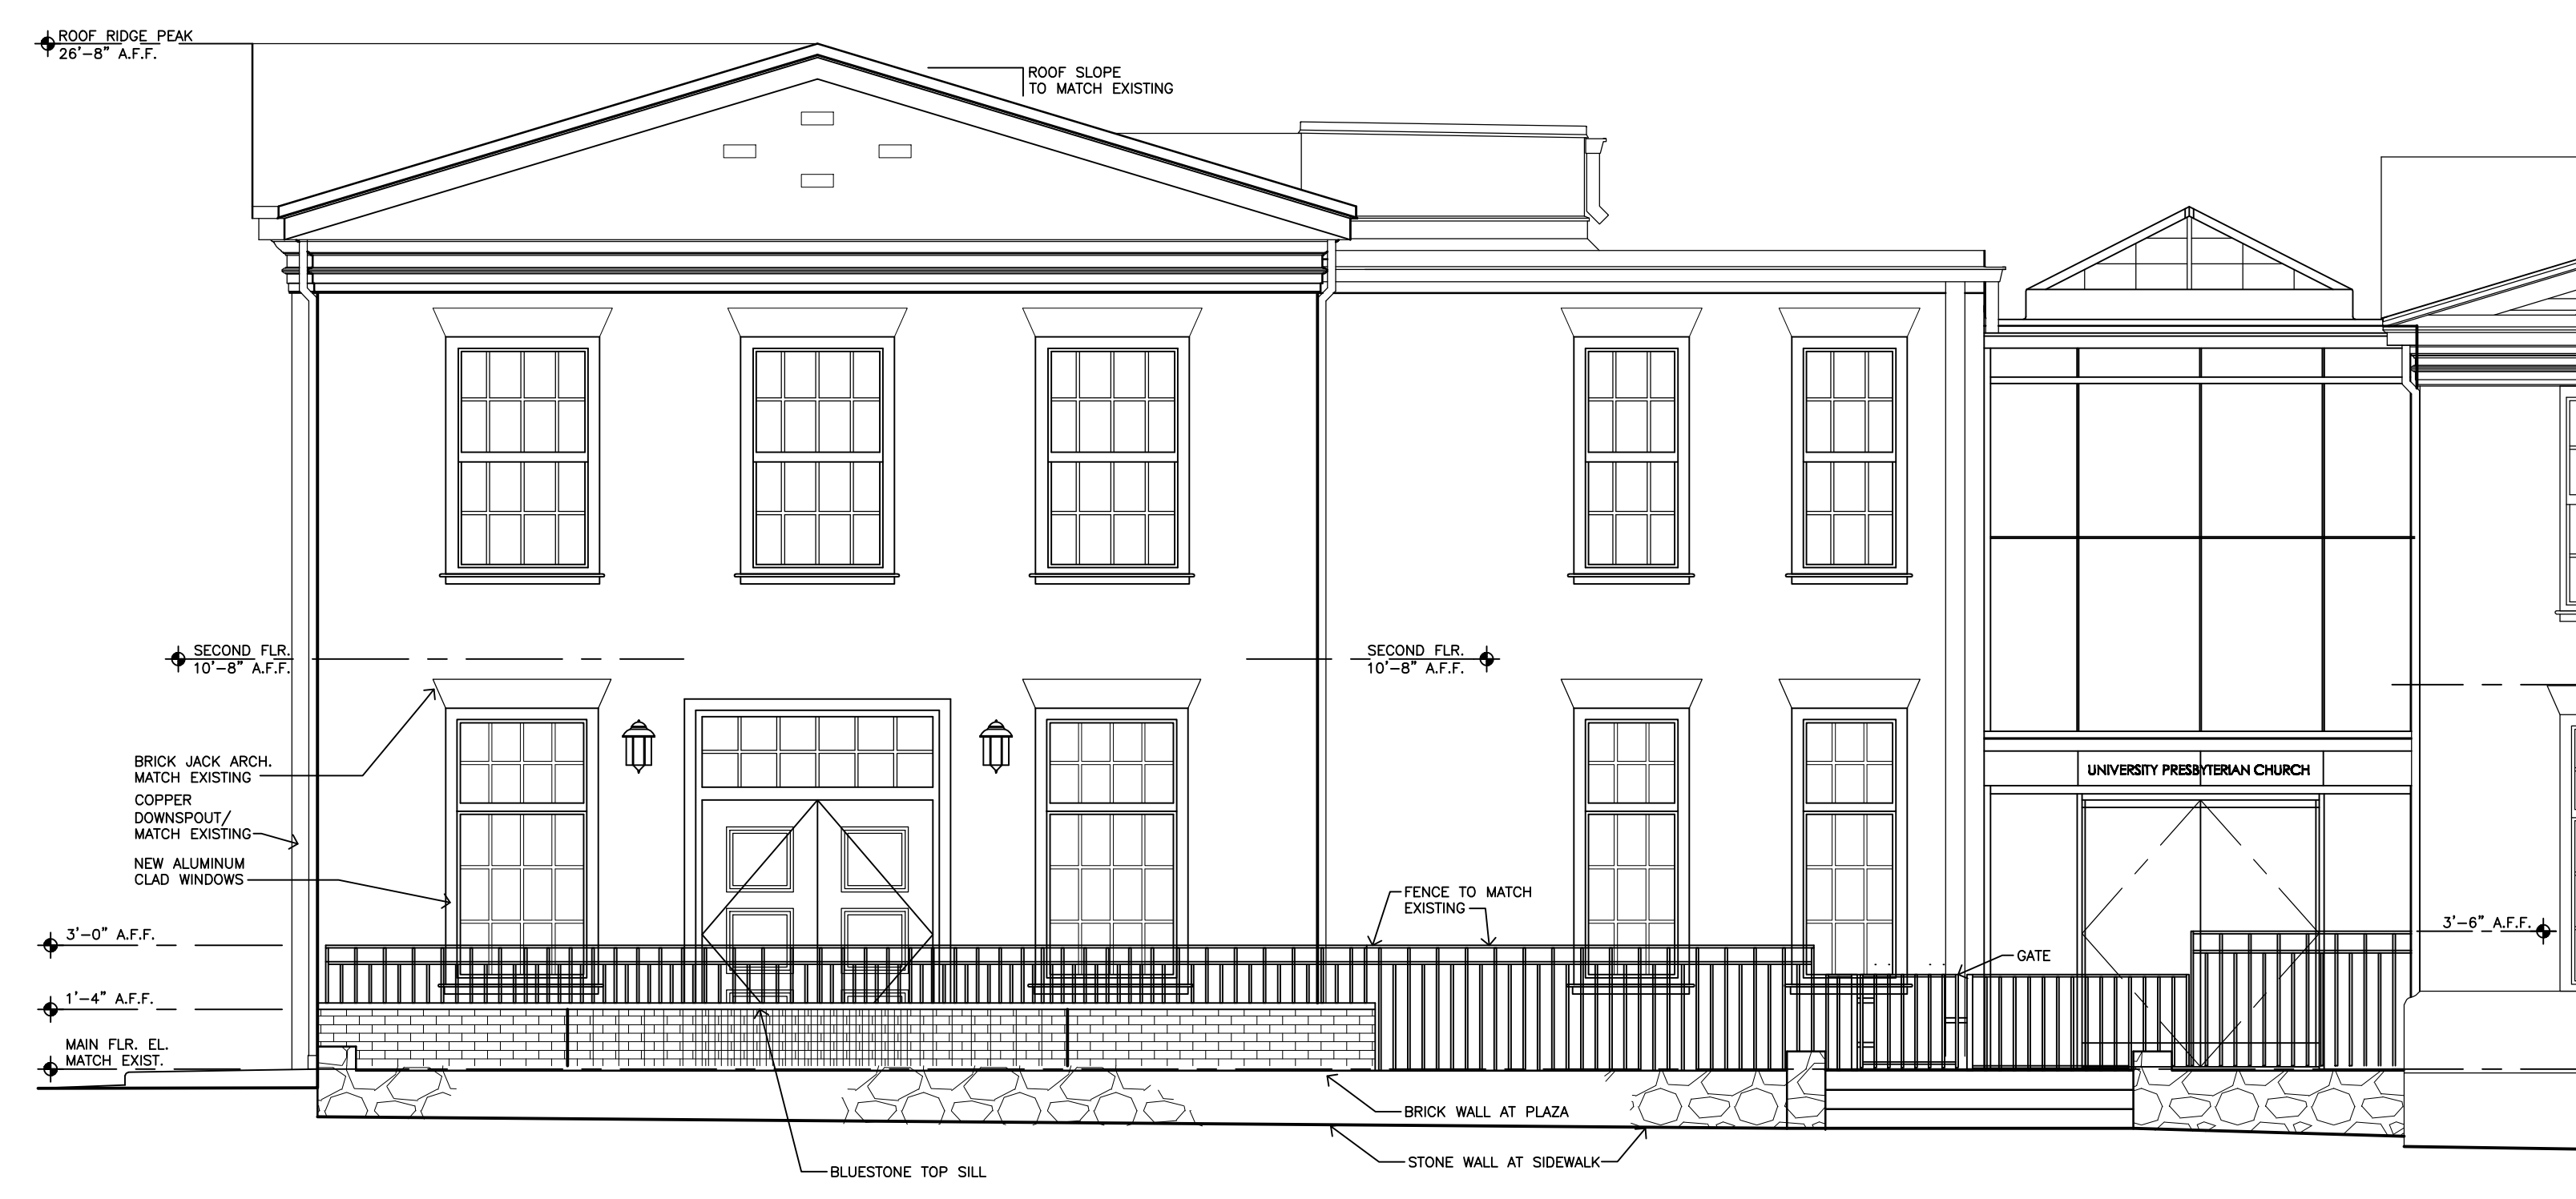 ROOF RIDGE PEAK
26'-8" A.F.F.
ROOF SLOPE
TO MATCH EXISTING
SECOND FLR.
10'-8" A.F.F.
SECOND FLR.
10'-8" A.F.F.
BRICK JACK ARCH.
MATCH EXISTING
COPPER
DOWNSPOUT/
MATCH EXISTING
NEW ALUMINUM
CLAD WINDOWS
UNIVERSITY PRESBYTERIAN CHURCH
FENCE TO MATCH
EXISTING
3'-0" A.F.F.
3'-6" A.F.F.
GATE
1'-4" A.F.F.
MAIN FLR. EL.
MATCH EXIST.
BRICK WALL AT PLAZA
STONE WALL AT SIDEWALK
BLUESTONE TOP SILL